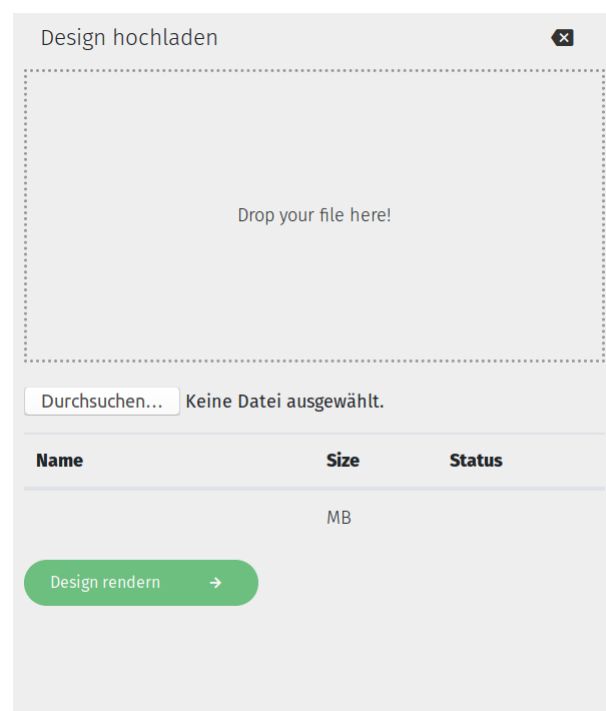 Design hochladen
Drop your file here!
Durchsuchen... Keine Datei ausgewählt.
Name Size Status
MB
Design rendern